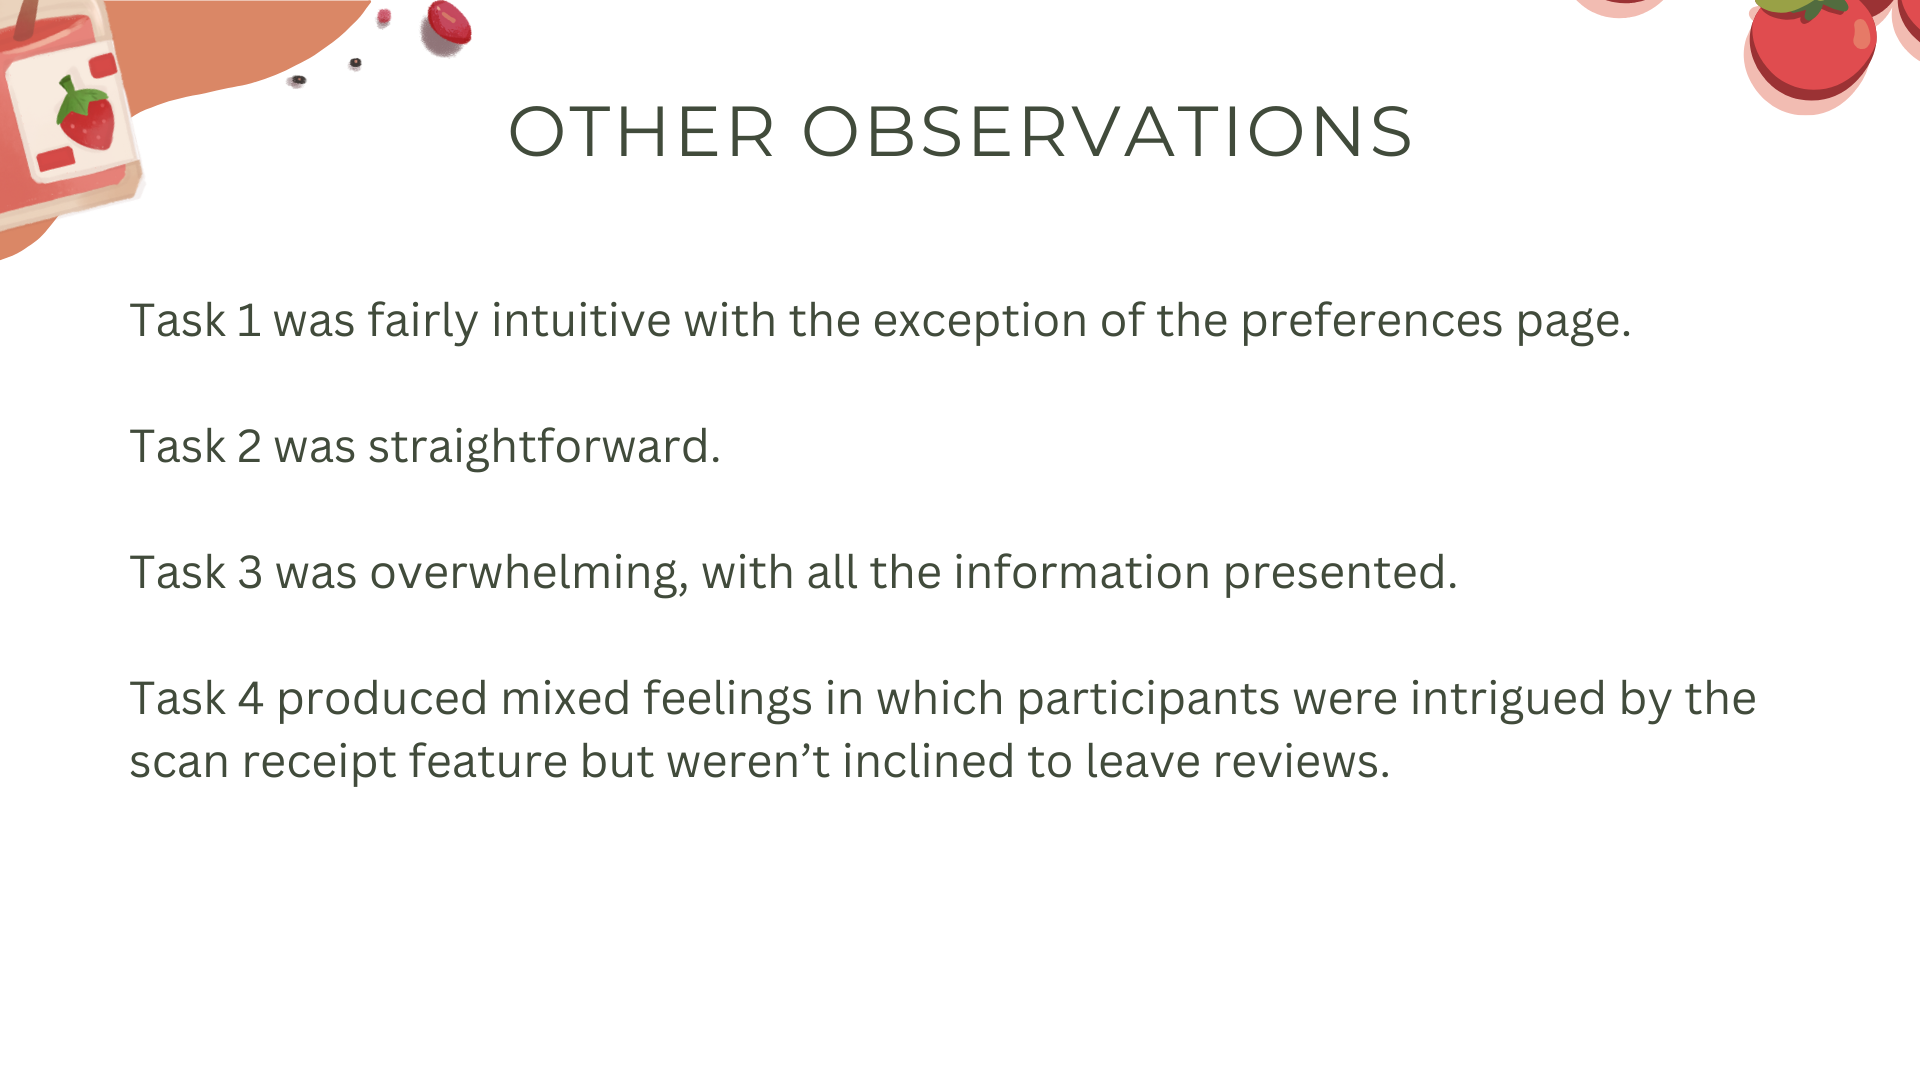 OTHER OBSERVATIONS
Task 1 was fairly intuitive with the exception of the preferences page.
Task 2 was straightforward.
Task 3 was overwhelming, with all the information presented.
Task 4 produced mixed feelings in which participants were intrigued by the
scan receipt feature but weren’t inclined to leave reviews.